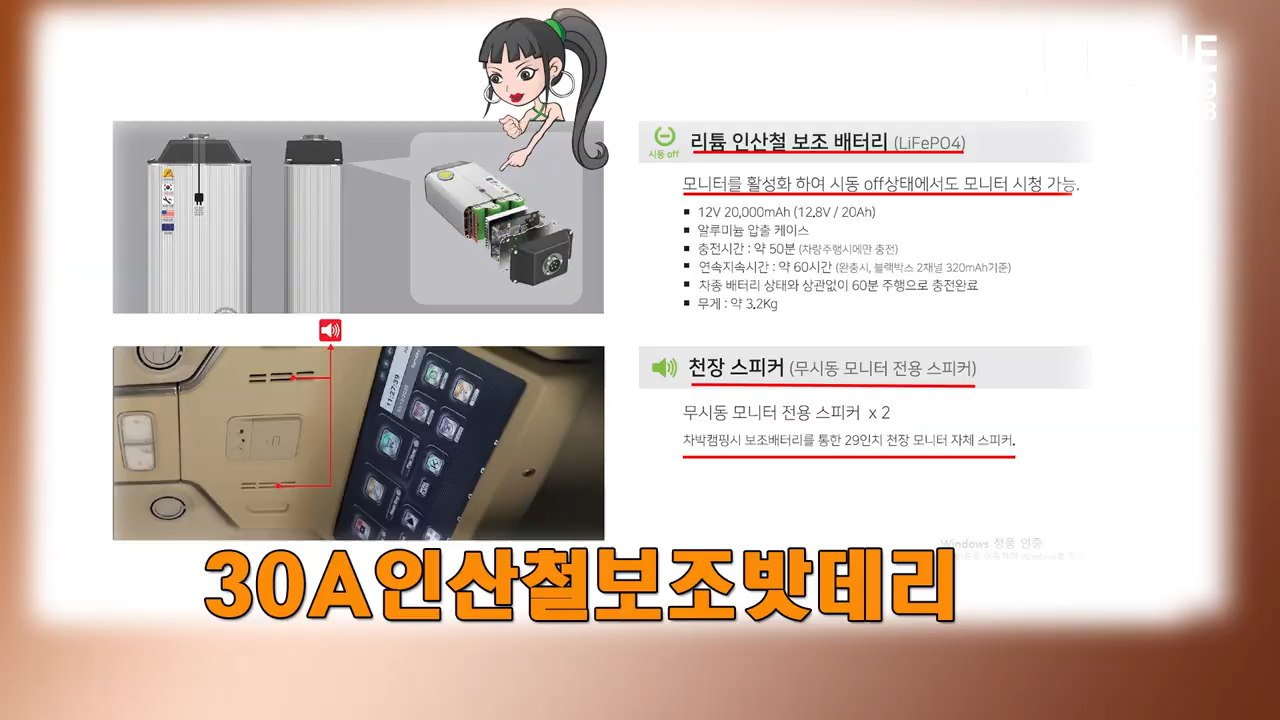 시동 off
리튬 인산철 보조 배터리 (LiFePO4)
모니터를 활성화 하여 시동 off상태에서도 모니터 시청 가능.
12V 20,000mAh (12.8V / 20Ah)
알루미늄 압출 케이스
충전시간 : 약 50분 (차량주행시에만 충전)
연속지속시간 : 약 60시간 (완충시, 블랙박스 2채널 320mAh기준)
차종 배터리 상태와 상관없이 60분 주행으로 충전완료
무게 : 약 3.2Kg
천장 스피커 (무시동 모니터 전용 스피커)
무시동 모니터 전용 스피커 x 2
차박캠핑시 보조배터리를 통한 29인치 천장 모니터 자체 스피커.
11:27:39
Windows 정품 인증
30A인산철보조밧데리